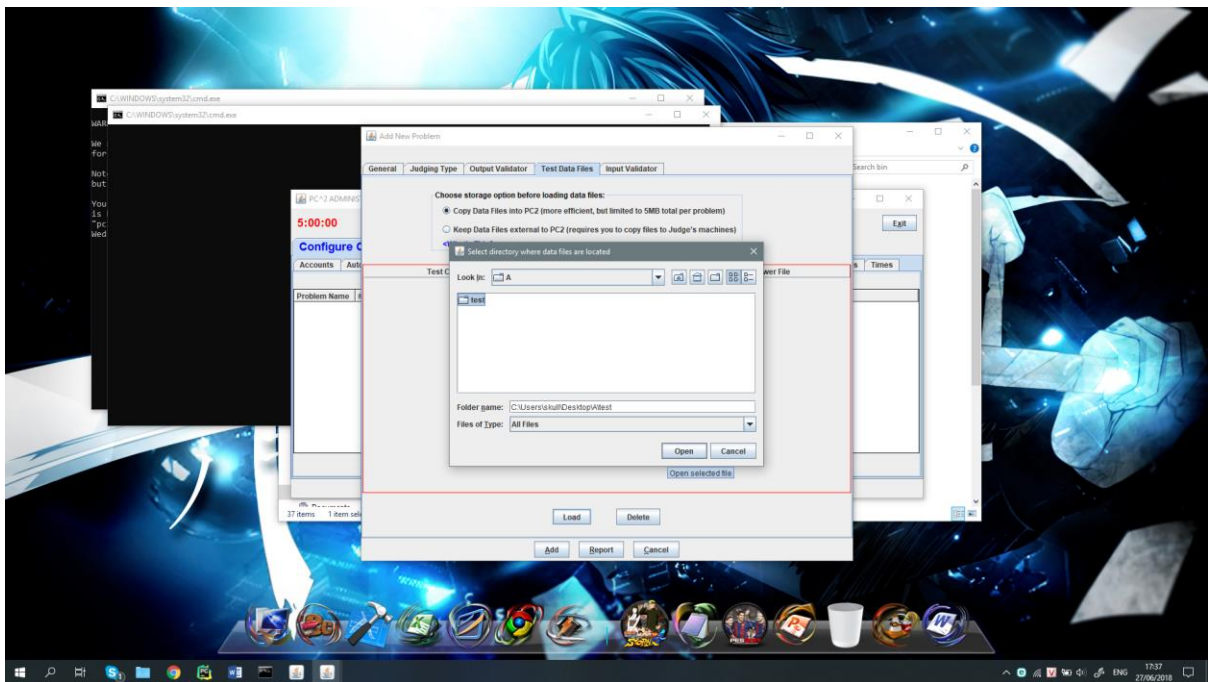 C:\WINDOWS\system32\cmd.exe
C:\WINDOWS\system32\cmd.exe
WAR
We
for
Not
but
You
is
"pc
Wed
Add New Problem
General Judging Type Output Validator Test Data Files Input Validator
Choose storage option before loading data files:
Copy Data Files into PC2 (more efficient, but limited to 5MB total per problem)
Keep Data Files external to PC2 (requires you to copy files to Judge's machines)
Search bin
PC^2 ADMINIS
5:00:00
Exit
Configure C
Accounts Auto
s Times
Problem Name
Test C
wer File
Select directory where data files are located
Look In: A
test
Folder name: C:\Users\skull\Desktop\A\test
Files of Type: All Files
Open Cancel
Open selected file
Documents
37 items 1 item sele
Load Delete
Add Report Cancel
ENG
17:37
27/06/2018